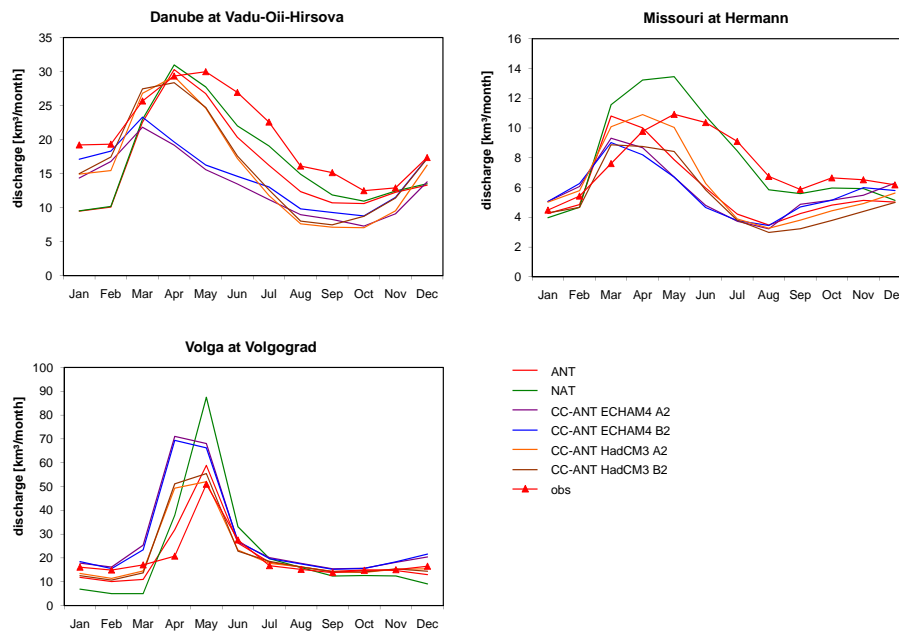 Danube at Vadu-Oii-Hirsova
discharge [km³/month]
35
30
25
20
15
10
5
0
Jan Feb Mar Apr May Jun Jul Aug Sep Oct Nov Dec
Missouri at Hermann
discharge [km³/month]
16
14
12
10
8
6
4
2
0
Jan Feb Mar Apr May Jun Jul Aug Sep Oct Nov De
Volga at Volgograd
discharge [km³/month]
100
90
80
70
60
50
40
30
20
10
0
Jan Feb Mar Apr May Jun Jul Aug Sep Oct Nov Dec
ANT
NAT
CC-ANT ECHAM4 A2
CC-ANT ECHAM4 B2
CC-ANT HadCM3 A2
CC-ANT HadCM3 B2
obs